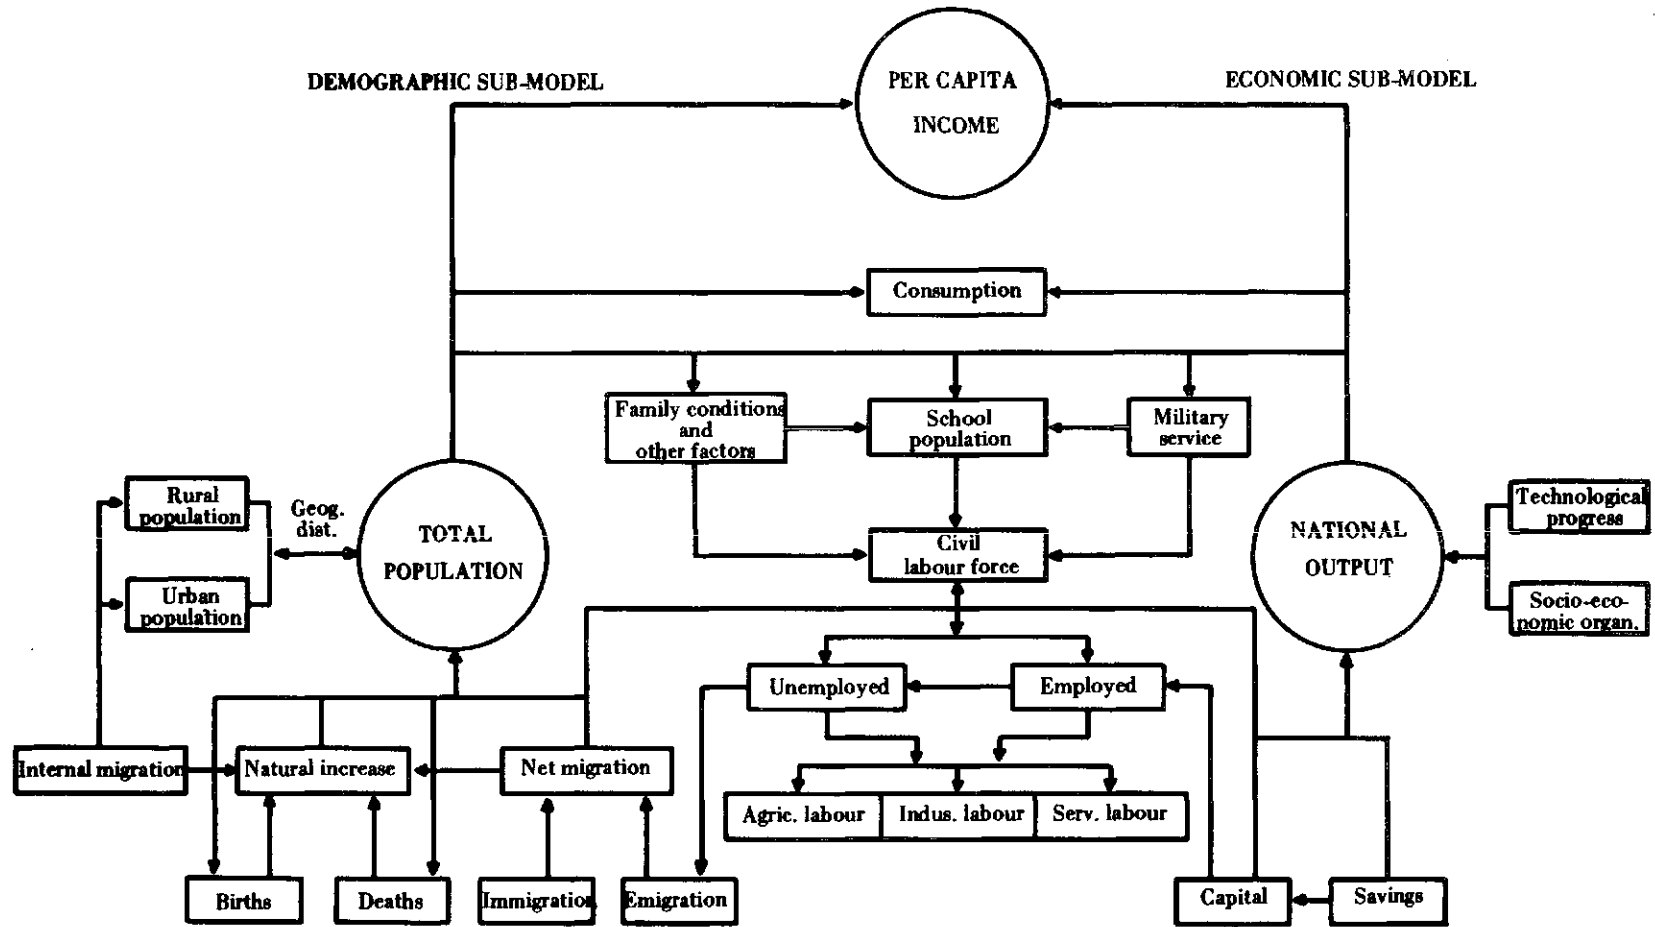 DEMOGRAPHIC SUB-MODEL
PER CAPITA
INCOME
ECONOMIC SUB-MODEL
Consumption
Family conditions
and
other factors
School
population
Military
service
Rural
population
Geog.
dist.
Urban
population
TOTAL
POPULATION
Civil
labour force
NATIONAL
OUTPUT
Technological
progress
Socio-eco-
nomic organ.
Unemployed
Employed
Internal migration
Natural increase
Net migration
Agric. labour
Indus. labour
Serv. labour
Births
Deaths
Immigration
Emigration
Capital
Savings